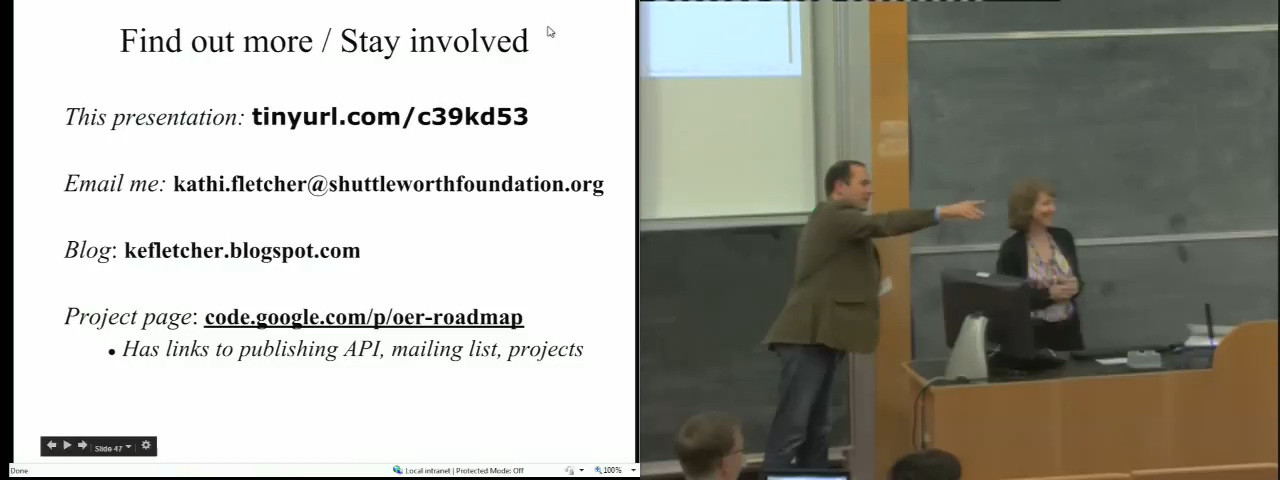 Find out more / Stay involved
This presentation: tinyurl.com/c39kd53
Email me: kathi.fletcher@shuttleworthfoundation.org
Blog: kefletcher.blogspot.com
Project page: code.google.com/p/oer-roadmap
• Has links to publishing API, mailing list, projects
Slide 47
Done
Local intranet | Protected Mode: Off
100%